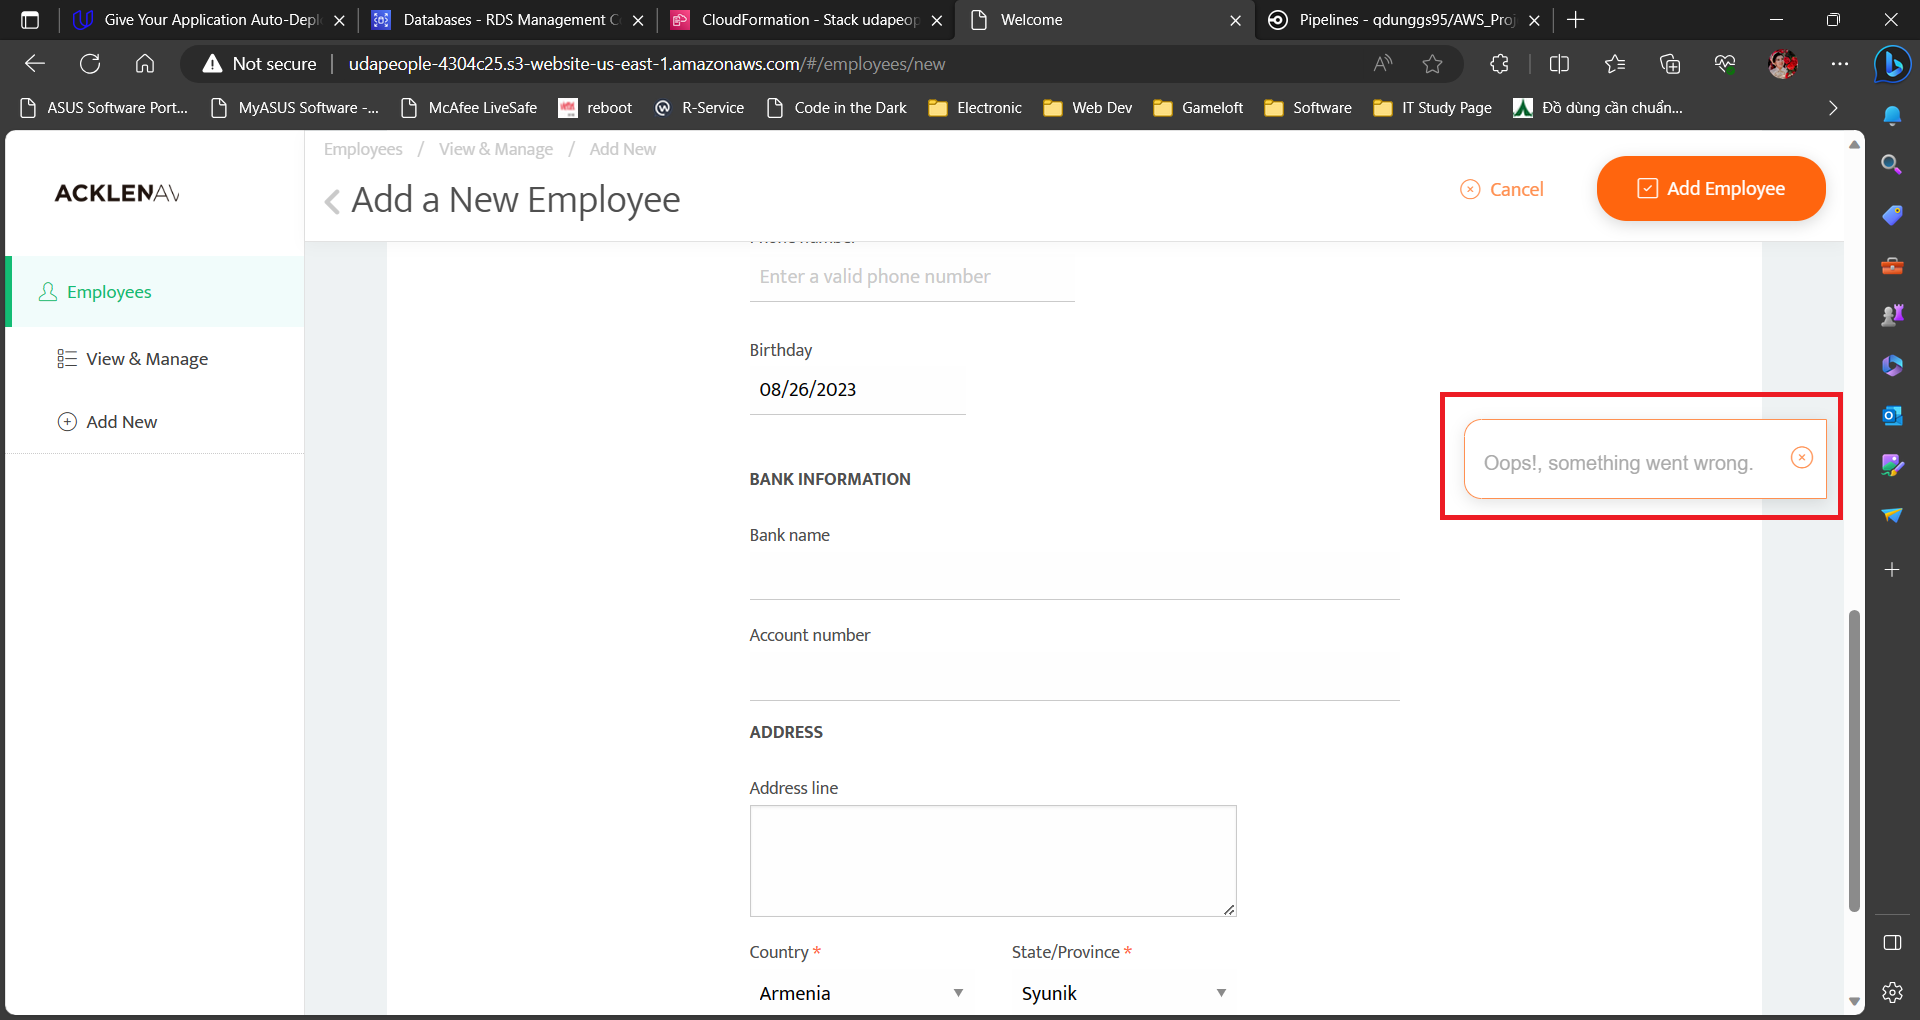 Give Your Application Auto-Depl
Databases - RDS Management C
CloudFormation - Stack udapeop
Welcome
Pipelines - qdunggs95/AWS_Proj
Not secure
udapeople-4304c25.s3-website-us-east-1.amazonaws.com/#/employees/new
ASUS Software Port...
MyASUS Software -...
McAfee LiveSafe
reboot
R-Service
Code in the Dark
Electronic
Web Dev
Gameloft
Software
IT Study Page
Đồ dùng cần chuẩn...
ACKLENAV
Employees / View & Manage / Add New
Add a New Employee
Cancel
Add Employee
Employees
View & Manage
Add New
Phone number
Enter a valid phone number
Birthday
08/26/2023
Oops!, something went wrong.
BANK INFORMATION
Bank name
Account number
ADDRESS
Address line
Country *
State/Province *
Armenia
Syunik